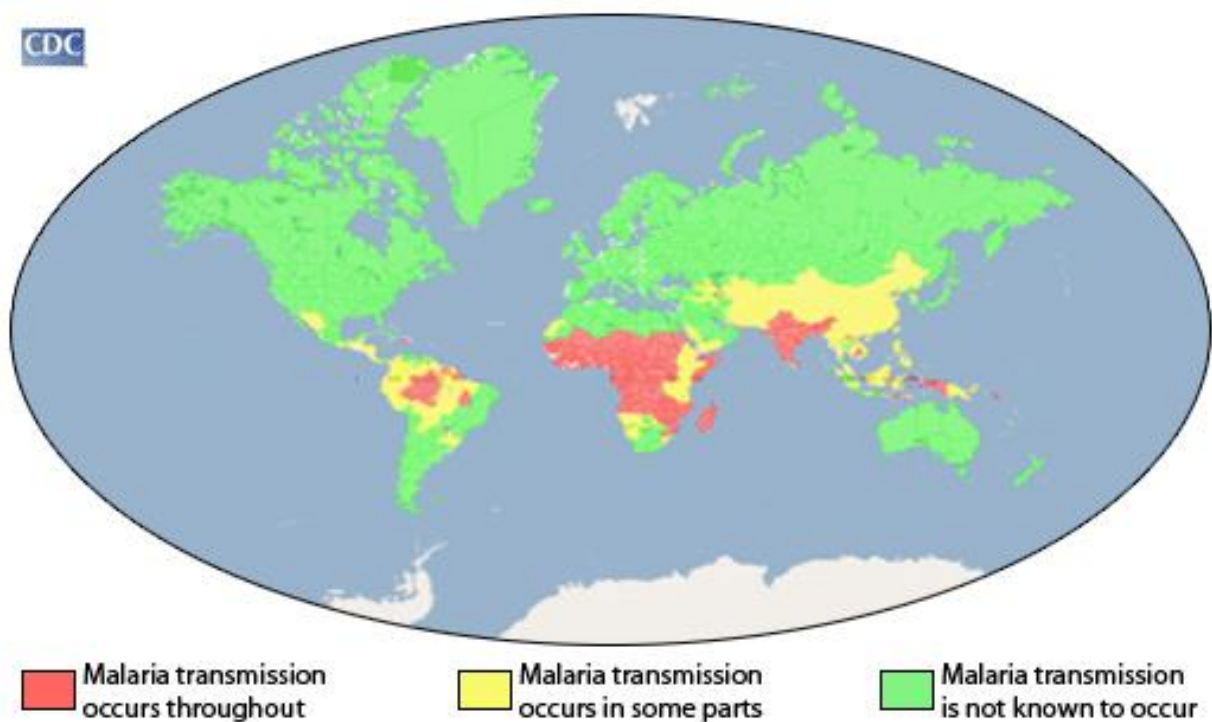 CDC
Malaria transmission
occurs throughout
Malaria transmission
occurs in some parts
Malaria transmission
is not known to occur